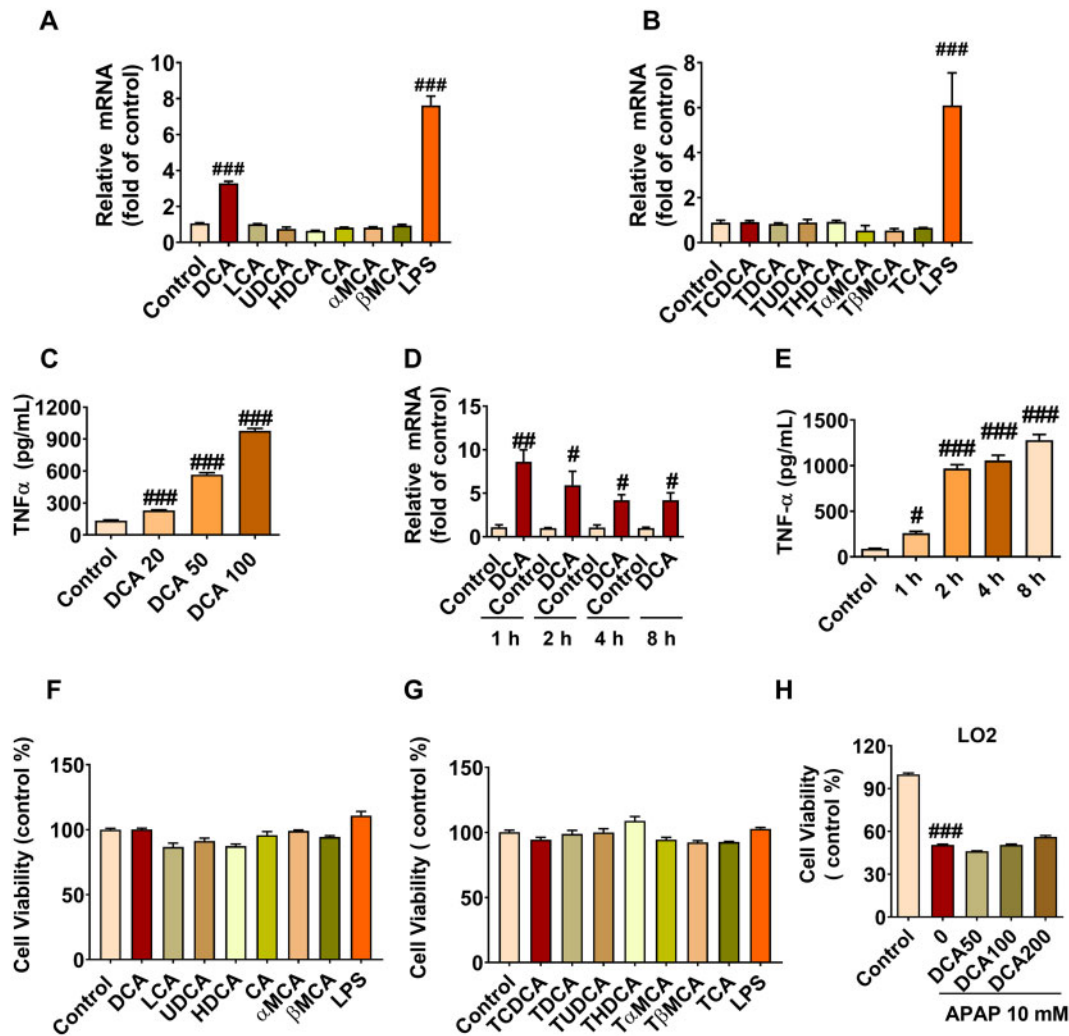 A
Relative mRNA
(fold of control)
10
8
6
4
2
0
###
###
Control
DCA
LCA
UDCA
HDCA
CA
αMCA
βMCA
LPS
B
Relative mRNA
(fold of control)
8
6
4
2
0
###
Control
TCDCA
TDCA
TUDCA
THDCA
TαMCA
TβMCA
TCA
LPS
C
TNFα (pg/mL)
1200
900
600
300
0
###
###
###
Control
DCA 20
DCA 50
DCA 100
D
Relative mRNA
(fold of control)
15
10
5
0
##
#
#
#
Control
DCA
Control
DCA
Control
DCA
Control
DCA
1 h
2 h
4 h
8 h
E
TNF-α (pg/mL)
1500
1000
500
0
#
###
###
###
Control
1 h
2 h
4 h
8 h
F
Cell Viability (control %)
150
100
50
0
Control
DCA
LCA
UDCA
HDCA
CA
αMCA
βMCA
LPS
G
Cell Viability (control %)
150
100
50
0
Control
TCDCA
TDCA
TUDCA
THDCA
TαMCA
TβMCA
TCA
LPS
H
LO2
Cell Viability
( control %)
120
90
60
30
0
###
Control
0
DCA50
DCA100
DCA200
APAP 10 mM